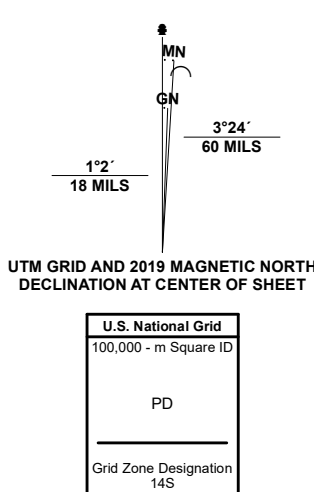 MN
GN
3°24´
60 MILS
1°2´
18 MILS
UTM GRID AND 2019 MAGNETIC NORTH
DECLINATION AT CENTER OF SHEET
U.S. National Grid
100,000 - m Square ID
PD
Grid Zone Designation
14S